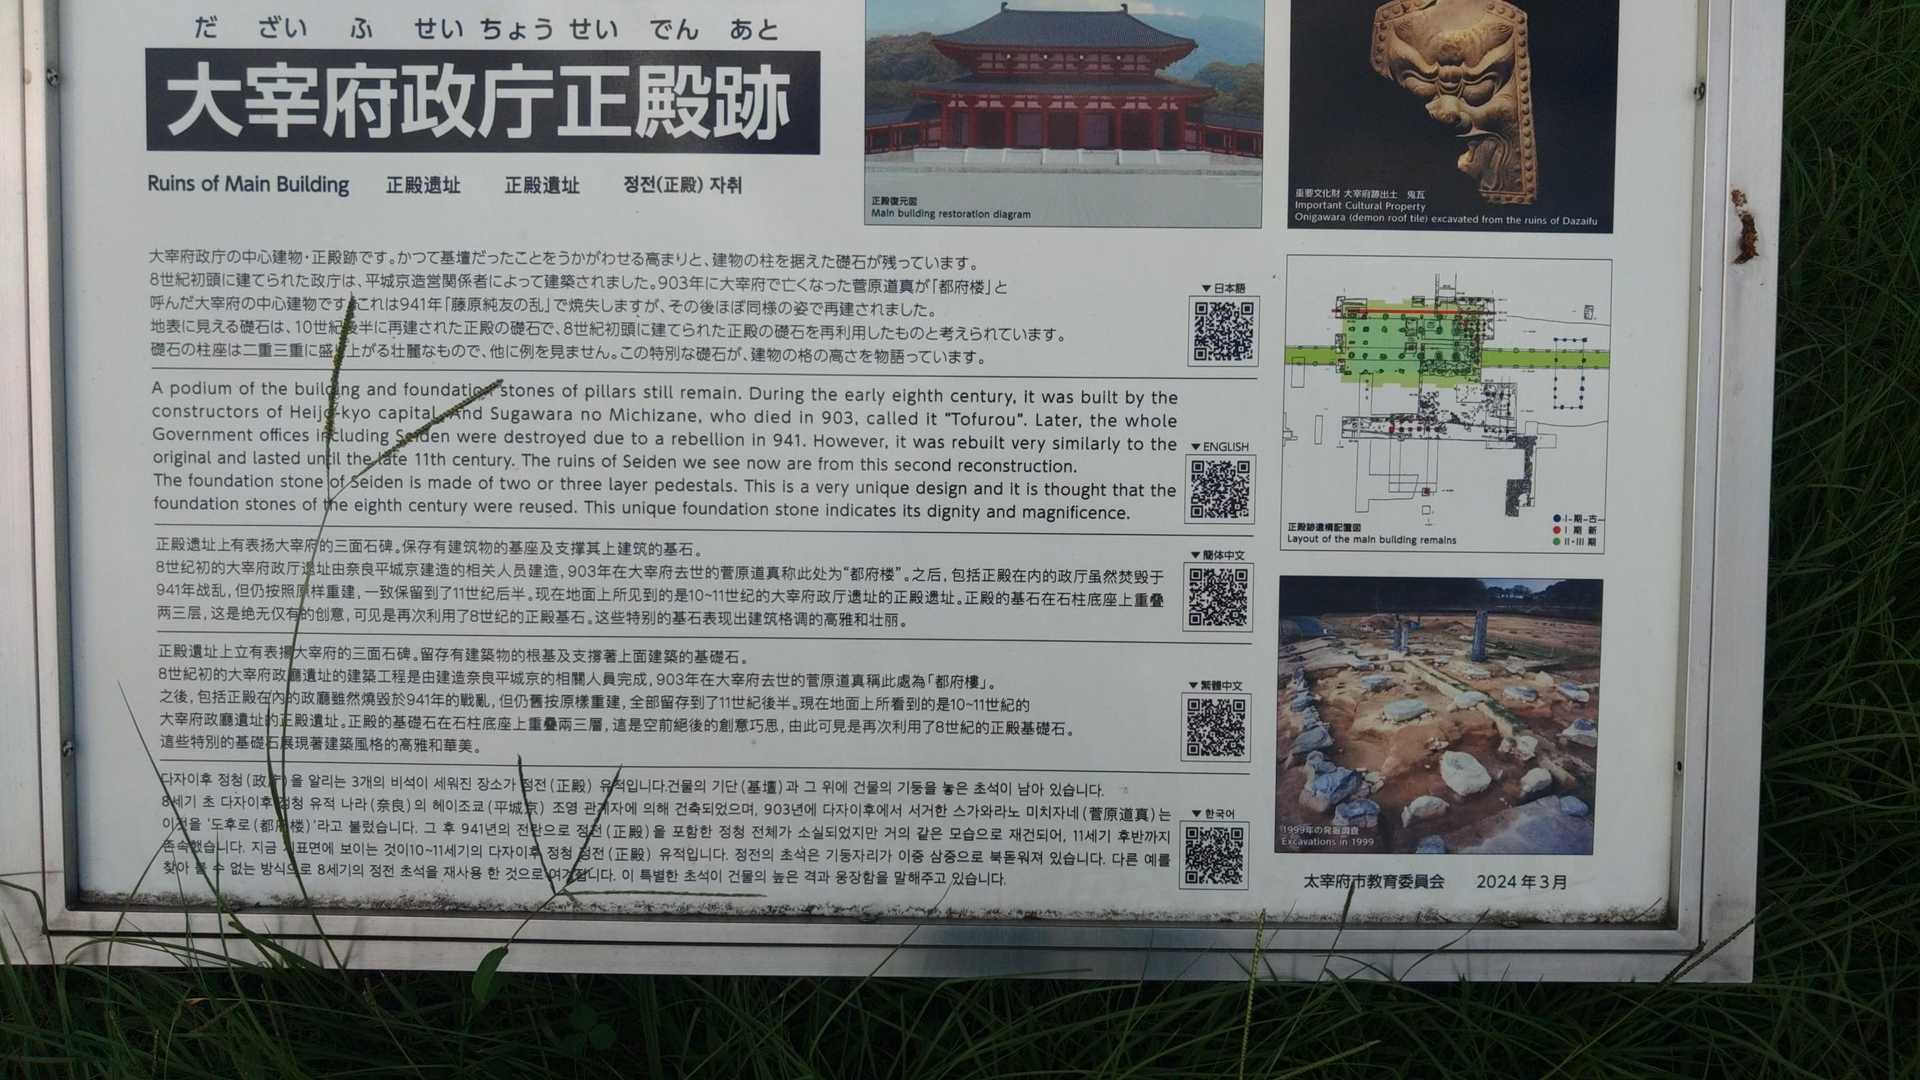 だ ざい ふ せい ちょう せい でん あと
大宰府政庁正殿跡
Ruins of Main Building 正殿遗址 正殿遺址 정전(正殿) 자취
正殿復元図
Main building restoration diagram
重要文化財 大宰府跡出土 鬼瓦
Important Cultural Property
Onigawara (demon roof tile) excavated from the ruins of Dazaifu
大宰府政庁の中心建物・正殿跡です。かつて基壇だったことをうかがわせる高まりと、建物の柱を据えた礎石が残っています。
8世紀初頭に建てられた政庁は、平城京造営関係者によって建築されました。903年に大宰府で亡くなった菅原道真が「都府楼」と
呼んだ大宰府の中心建物です。これは941年「藤原純友の乱」で焼失しますが、その後ほぼ同様の姿で再建されました。
地表に見える礎石は、10世紀後半に再建された正殿の礎石で、8世紀初頭に建てられた正殿の礎石を再利用したものと考えられています。
礎石の柱座は二重三重に盛り上がる壮麗なもので、他に例を見ません。この特別な礎石が、建物の格の高さを物語っています。
▼日本語
A podium of the building and foundation stones of pillars still remain. During the early eighth century, it was built by the
constructors of Heijo-kyo capital. And Sugawara no Michizane, who died in 903, called it “Tofurou”. Later, the whole
Government offices including Seiden were destroyed due to a rebellion in 941. However, it was rebuilt very similarly to the
original and lasted until the late 11th century. The ruins of Seiden we see now are from this second reconstruction.
The foundation stone of Seiden is made of two or three layer pedestals. This is a very unique design and it is thought that the
foundation stones of the eighth century were reused. This unique foundation stone indicates its dignity and magnificence.
▼ENGLISH
正殿遗址上有表扬大宰府的三面石碑。保存有建筑物的基座及支撑其上建筑的基石。
8世纪初的大宰府政厅遗址由奈良平城京建造的相关人员建造，903年在大宰府去世的菅原道真称此处为“都府楼”。之后，包括正殿在内的政厅虽然焚毁于
941年战乱，但仍按照原样重建，一致保留到了11世纪后半。现在地面上所见到的是10~11世纪的大宰府政厅遗址的正殿遗址。正殿的基石在石柱底座上重叠
两三层，这是绝无仅有的创意，可见是再次利用了8世纪的正殿基石。这些特别的基石表现出建筑格调的高雅和壮丽。
▼簡体中文
正殿遺址上立有表揚大宰府的三面石碑。留存有建築物的根基及支撐著上面建築的基礎石。
8世紀初的大宰府政廳遺址的建築工程是由建造奈良平城京的相關人員完成，903年在大宰府去世的菅原道真稱此處為「都府樓」。
之後，包括正殿在內的政廳雖然燒毀於941年的戰亂，但仍舊按原樣重建，全部留存到了11世紀後半。現在地面上所看到的是10~11世紀的
大宰府政廳遺址的正殿遺址。正殿的基礎石在石柱底座上重疊兩三層，這是空前絕後的創意巧思，由此可見是再次利用了8世紀的正殿基礎石。
這些特別的基礎石展現著建築風格的高雅和華美。
▼繁體中文
다자이후 정청(政庁)을 알리는 3개의 비석이 세워진 장소가 정전(正殿) 유적입니다.건물의 기단(基壇)과 그 위에 건물의 기둥을 놓은 초석이 남아 있습니다.
8세기 초 다자이후 정청 유적 나라(奈良)의 헤이조쿄(平城京) 조영 관계자에 의해 건축되었으며, 903년에 다자이후에서 서거한 스가와라노 미치자네(菅原道真)는
이것을 '도후로(都府楼)'라고 불렀습니다. 그 후 941년의 전란으로 정전(正殿)을 포함한 정청 전체가 소실되었지만 거의 같은 모습으로 재건되어, 11세기 후반까지
존속했습니다. 지금 지표면에 보이는 것이10~11세기의 다자이후 정청 정전(正殿) 유적입니다. 정전의 초석은 기둥자리가 이중 삼중으로 북돋워져 있습니다. 다른 예를
찾아 볼 수 없는 방식으로 8세기의 정전 초석을 재사용 한 것으로 여겨집니다. 이 특별한 초석이 건물의 높은 격과 웅장함을 말해주고 있습니다.
▼한국어
正殿跡遺構配置図
Layout of the main building remains
I-期-古
I 期 新
II・III 期
1999年の発掘調査
Excavations in 1999
太宰府市教育委員会 2024年3月